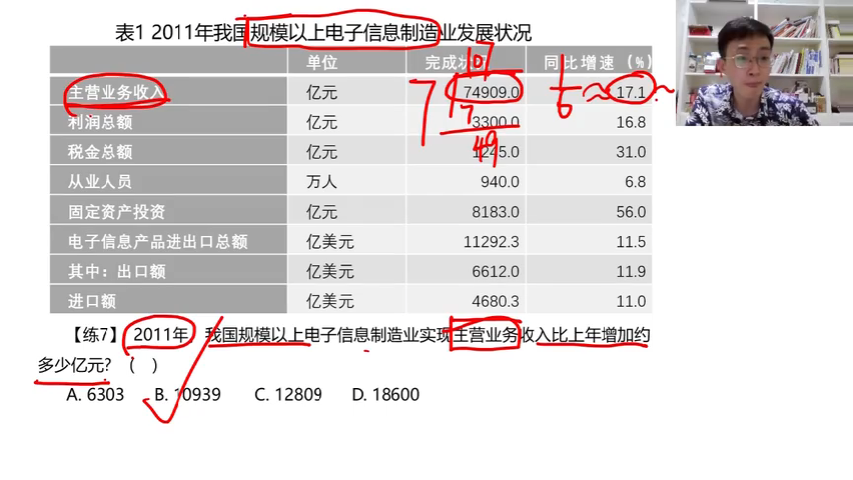 表1 2011年我国规模以上电子信息制造业发展状况
单位 完成状况 同比增速（%）
主营业务收入 亿元 74909.0 17.1
利润总额 亿元 3300.0 16.8
税金总额 亿元 1245.0 31.0
从业人员 万人 940.0 6.8
固定资产投资 亿元 8183.0 56.0
电子信息产品进出口总额 亿美元 11292.3 11.5
其中：出口额 亿美元 6612.0 11.9
进口额 亿美元 4680.3 11.0
107
7
7
49
1/6 ≈ ~
【练7】 2011年 我国规模以上电子信息制造业实现主营业务收入比上年增加约
多少亿元? （ ）
A. 6303 B. 10939 C. 12809 D. 18600